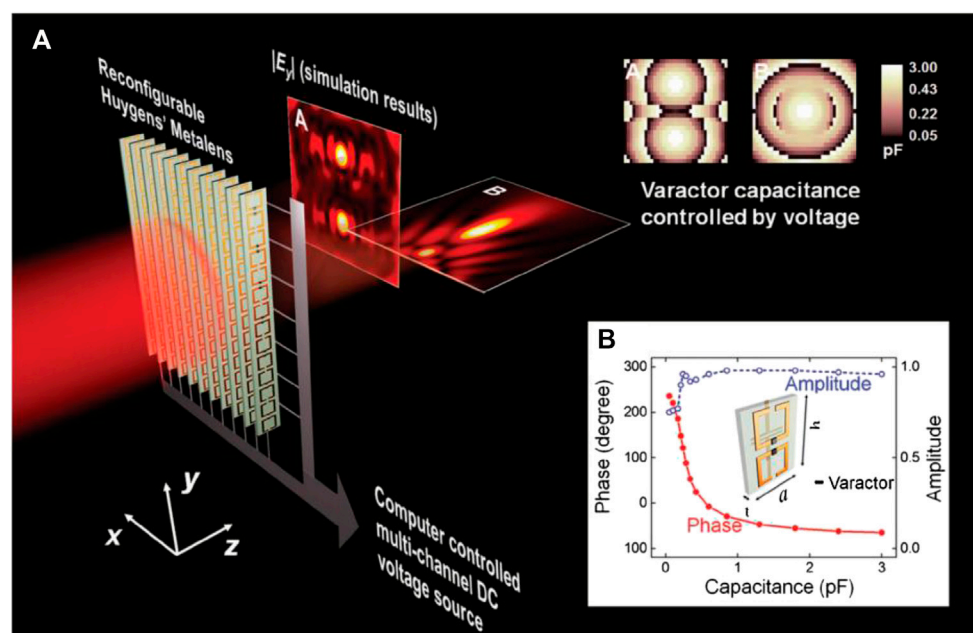 A
Reconfigurable
Huygens' Metalens
|Ey| (simulation results)
A
B
A
B
3.00
0.43
0.22
0.05
pF
Varactor capacitance
controlled by voltage
y
x
z
Computer controlled
multi-channel DC
voltage source
B
300
200
100
0
100
Phase (degree)
1.0
0.5
0.0
Amplitude
Amplitude
Phase
h
a
t
Varactor
0
1
2
3
Capacitance (pF)